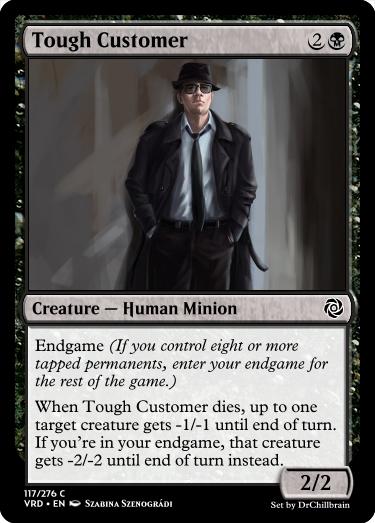 Tough Customer 2
Creature — Human Minion
Endgame (If you control eight or more
tapped permanents, enter your endgame for
the rest of the game.)
When Tough Customer dies, up to one
target creature gets -1/-1 until end of turn.
If you're in your endgame, that creature
gets -2/-2 until end of turn instead.
2/2
117/276 C
VRD • EN Szabina Szenográdi
Set by DrChillbrain